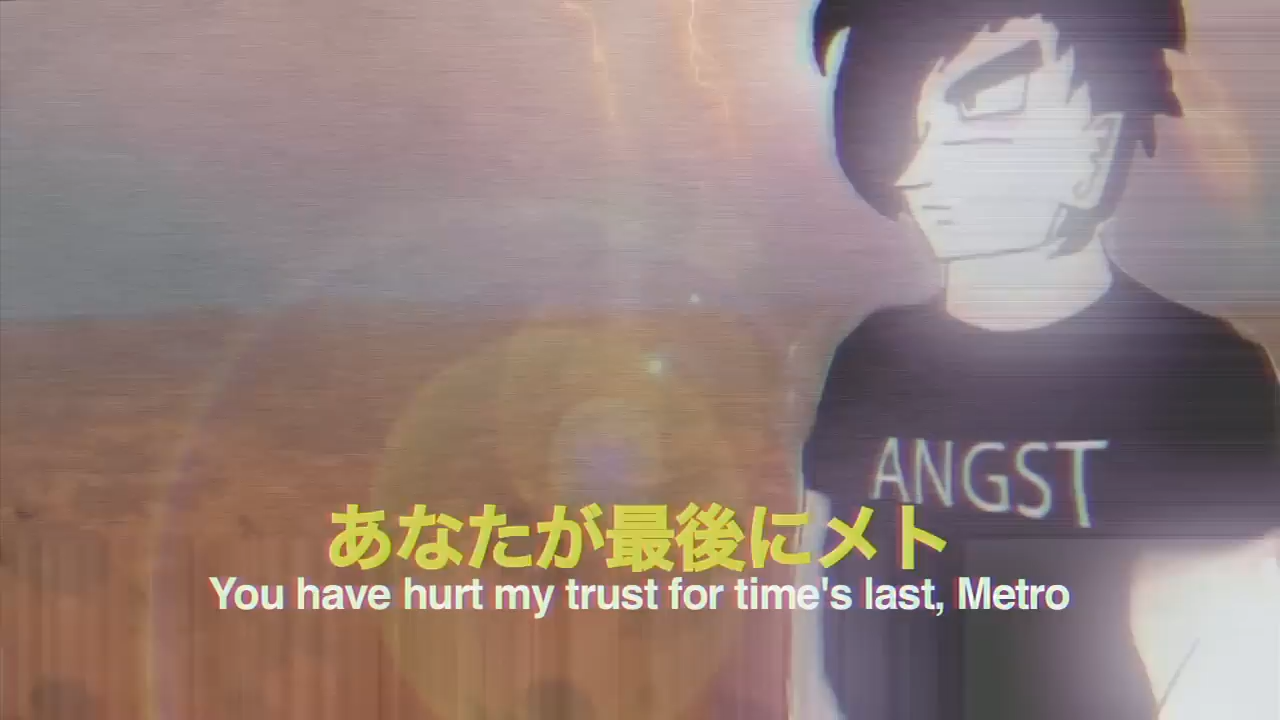 ANGST
あなたが最後にメト
You have hurt my trust for time's last, Metro